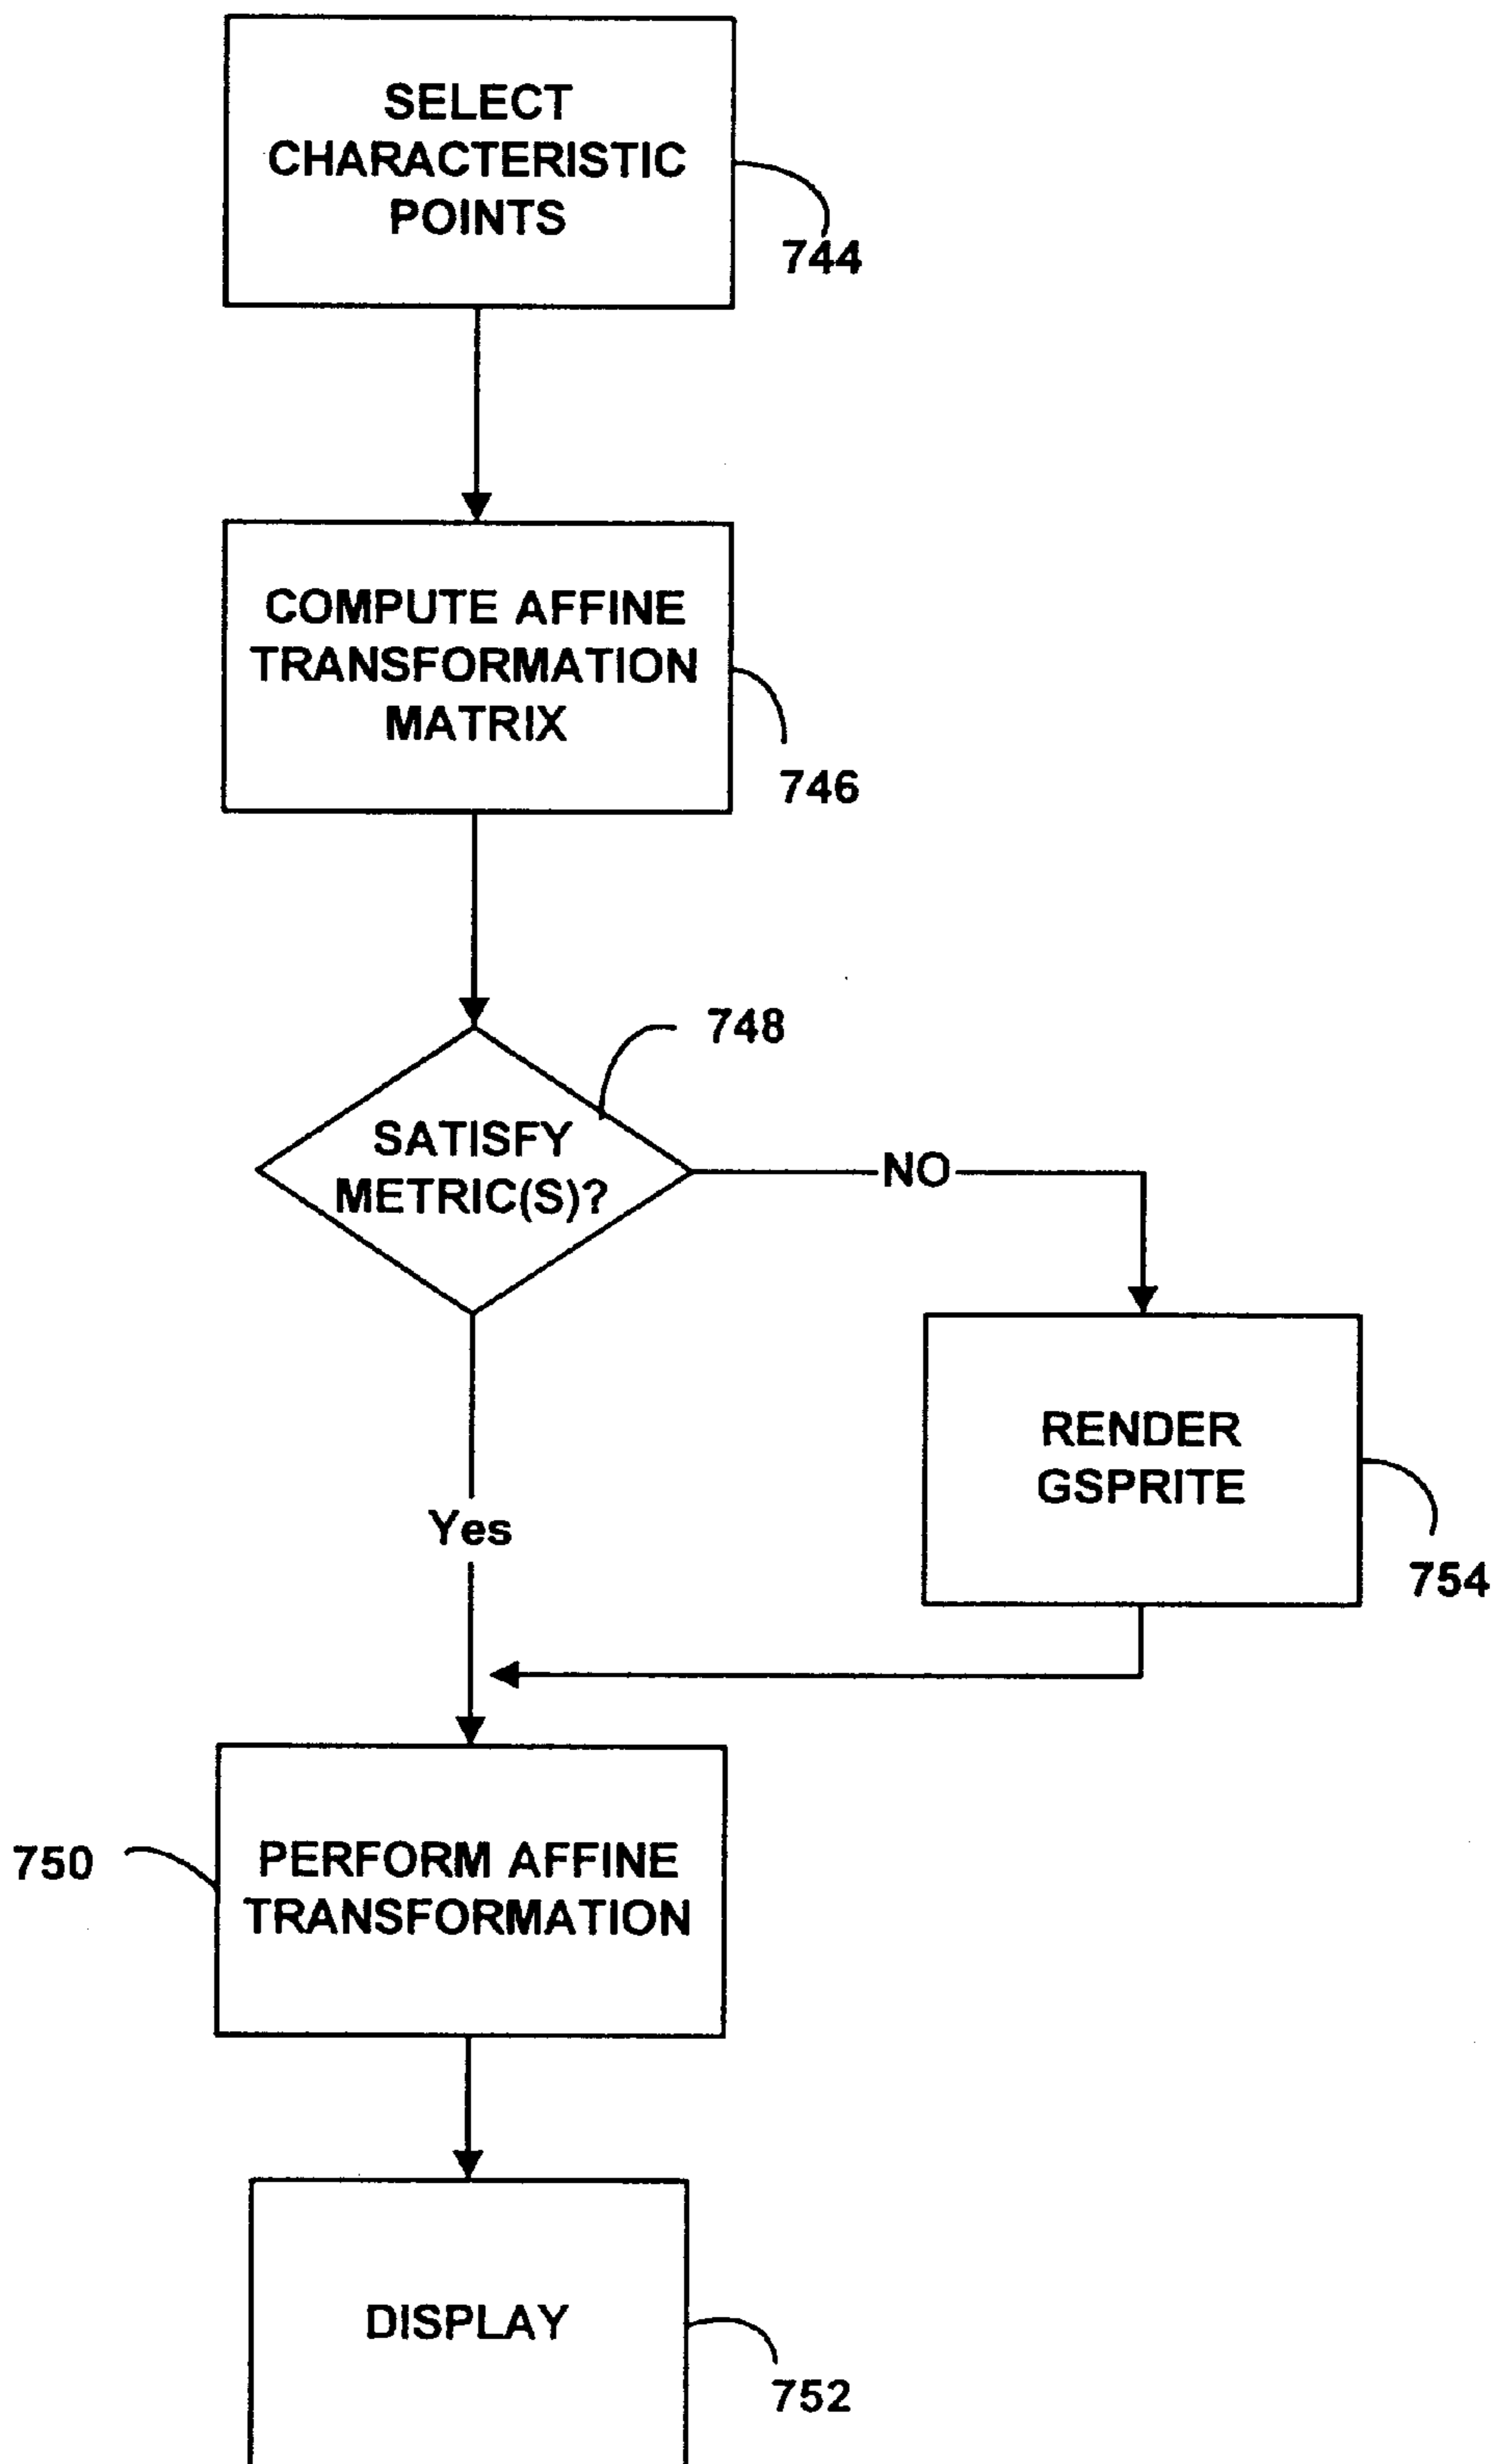 SELECT
CHARACTERISTIC
POINTS
744
COMPUTE AFFINE
TRANSFORMATION
MATRIX
746
748
SATISFY
METRIC(S)?
NO
RENDER
GSPRITE
Yes
754
750
PERFORM AFFINE
TRANSFORMATION
DISPLAY
752